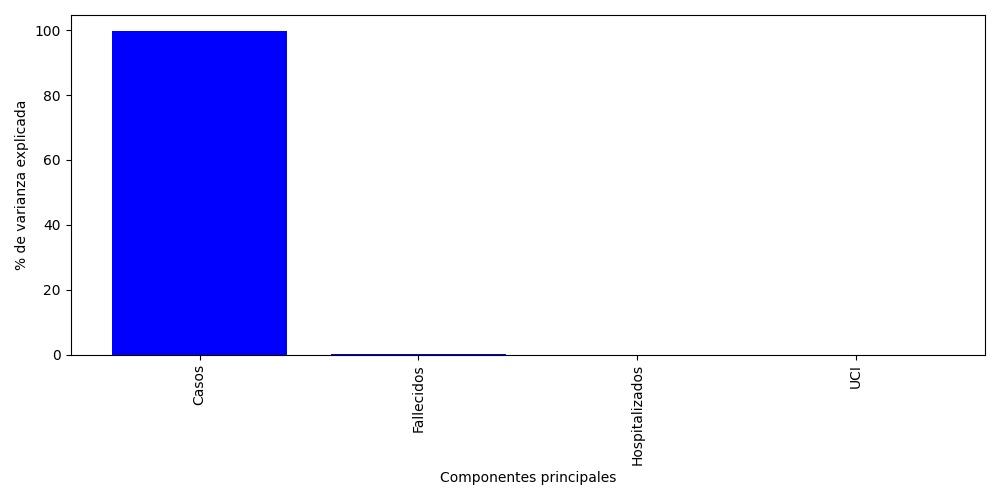 % de varianza explicada
100
80
60
40
20
0
Casos
Fallecidos
Hospitalizados
UCI
Componentes principales